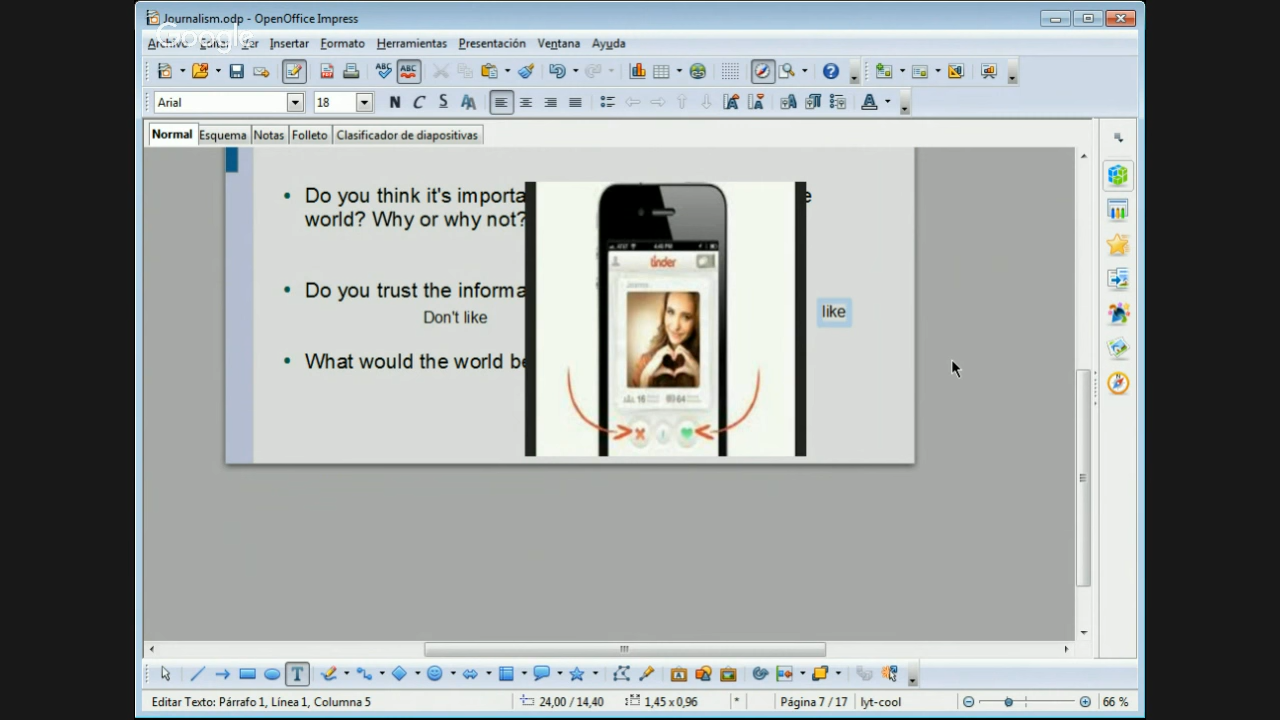 Journalism.odp - OpenOffice Impress
Google
Archivo Editar Ver Insertar Formato Herramientas Presentación Ventana Ayuda
Arial 18 N C S
Normal Esquema Notas Folleto Clasificador de diapositivas
Do you think it's importa
e
world? Why or why not?
Do you trust the informa
Don't like
like
What would the world be
tinder
Editar Texto: Párrafo 1, Línea 1, Columna 5 24,00 / 14,40 1,45 x 0,96 * Página 7 / 17 lyt-cool 66 %